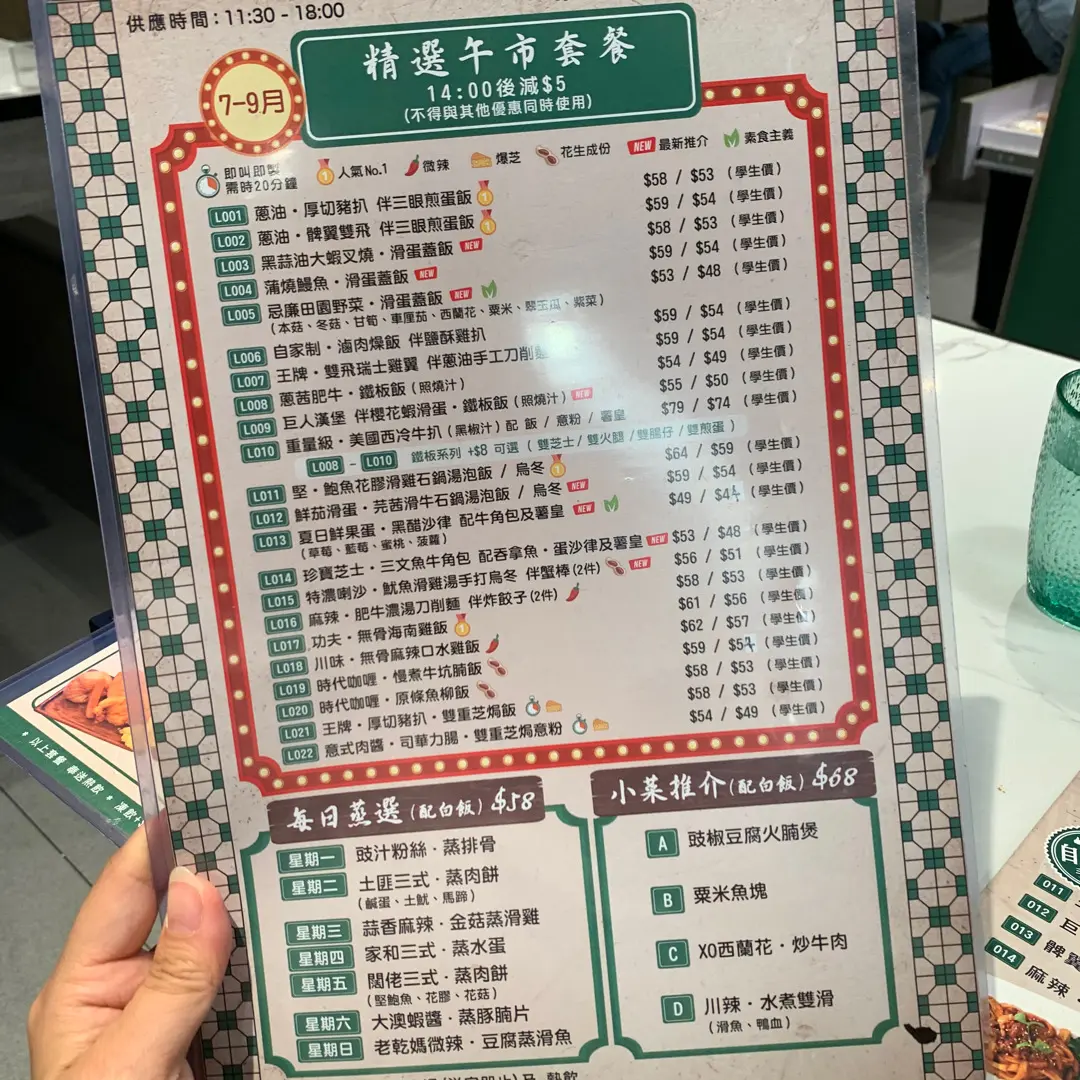 供應時間：11:30 - 18:00
精選午市套餐
14:00後減$5
(不得與其他優惠同時使用)
7-9月
即叫即製 需時20分鐘 人氣No.1 微辣 爆芝 花生成份 NEW 最新推介 素食主義
L001 蔥油・厚切豬扒 伴三眼煎蛋飯 $58 / $53 (學生價)
L002 蔥油・髀翼雙飛 伴三眼煎蛋飯 $59 / $54 (學生價)
L003 黑蒜油大蝦叉燒・滑蛋蓋飯 NEW $58 / $53 (學生價)
L004 蒲燒鰻魚・滑蛋蓋飯 NEW $59 / $54 (學生價)
L005 忌廉田園野菜・滑蛋蓋飯 NEW $53 / $48 (學生價)
(本菇、冬菇、甘筍、車厘茄、西蘭花、粟米、翠玉瓜、紫菜)
L006 自家制・滷肉燥飯 伴鹽酥雞扒 $59 / $54 (學生價)
L007 王牌・雙飛瑞士雞翼 伴蔥油手工刀削麵 $59 / $54 (學生價)
L008 蔥茜肥牛・鐵板飯 (照燒汁) $54 / $49 (學生價)
L009 巨人漢堡 伴櫻花蝦滑蛋・鐵板飯 (照燒汁) NEW $55 / $50 (學生價)
L010 重量級・美國西冷牛扒 (黑椒汁) 配 飯 / 意粉 / 薯皇 $79 / $74 (學生價)
L008 - L010 鐵板系列 +$8 可選 ( 雙芝士 / 雙火腿 / 雙腸仔 / 雙煎蛋 )
L011 堅・鮑魚花膠滑雞石鍋湯泡飯 / 烏冬 $64 / $59 (學生價)
L012 鮮茄滑蛋・芫茜滑牛石鍋湯泡飯 / 烏冬 NEW $59 / $54 (學生價)
L013 夏日鮮果蛋・黑醋沙律 配牛角包及薯皇 NEW $49 / $44 (學生價)
(草莓、藍莓、蜜桃、菠蘿)
L014 珍寶芝士・三文魚牛角包 配吞拿魚・蛋沙律及薯皇 NEW $53 / $48 (學生價)
L015 特濃喇沙・魷魚滑雞湯手打烏冬 伴蟹棒(2件) NEW $56 / $51 (學生價)
L016 麻辣・肥牛濃湯刀削麵 伴炸餃子(2件) $58 / $53 (學生價)
L017 功夫・無骨海南雞飯 $61 / $56 (學生價)
L018 川味・無骨麻辣口水雞飯 $62 / $57 (學生價)
L019 時代咖喱・慢煮牛坑腩飯 $59 / $54 (學生價)
L020 時代咖喱・原條魚柳飯 $58 / $53 (學生價)
L021 王牌・厚切豬扒・雙重芝焗飯 $58 / $53 (學生價)
L022 意式肉醬・司華力腸・雙重芝焗意粉 $54 / $49 (學生價)
每日蒸選 (配白飯) $58
星期一 豉汁粉絲・蒸排骨
星期二 土匪三式・蒸肉餅
(鹹蛋、土魷、馬蹄)
星期三 蒜香麻辣・金菇蒸滑雞
星期四 家和三式・蒸水蛋
星期五 闊佬三式・蒸肉餅
(堅鮑魚、花膠、花菇)
星期六 大澳蝦醬・蒸豚腩片
星期日 老乾媽微辣・豆腐蒸滑魚
小菜推介 (配白飯) $68
A 豉椒豆腐火腩煲
B 粟米魚塊
C XO西蘭花・炒牛肉
D 川辣・水煮雙滑
(滑魚、鴨血)
以上套餐
011
012 巨
013 髀翼
014 麻辣